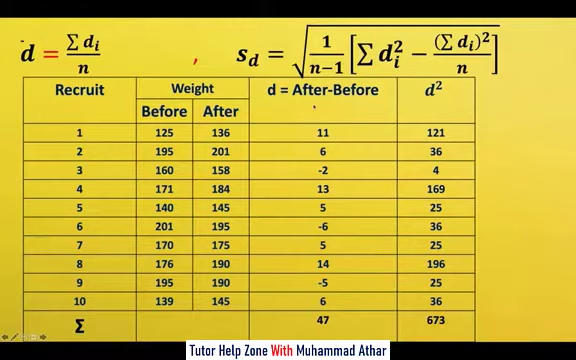 d̄ = ∑ dᵢ / n , s_d = √( 1/(n−1) [ ∑ dᵢ² − (∑ dᵢ)² / n ] )
Recruit Weight d = After-Before d²
Before After
1 125 136 11 121
2 195 201 6 36
3 160 158 -2 4
4 171 184 13 169
5 140 145 5 25
6 201 195 -6 36
7 170 175 5 25
8 176 190 14 196
9 195 190 -5 25
10 139 145 6 36
Σ 47 673
Tutor Help Zone With Muhammad Athar